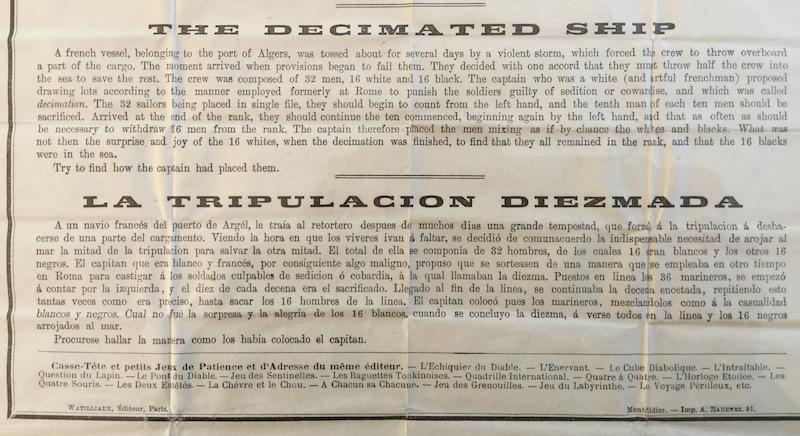 THE DECIMATED SHIP
A french vessel, belonging to the port of Algers, was tossed about for several days by a violent storm, which forced the crew to throw overboard
a part of the cargo. The moment arrived when provisions began to fail them. They decided with one accord that they must throw half the crew into
the sea to save the rest. The crew was composed of 32 men, 16 white and 16 black. The captain who was a white (and artful frenchman) proposed
drawing lots according to the manner employed formerly at Rome to punish the soldiers guilty of sedition or cowardise, and which was called
decimation. The 32 sailors being placed in single file, they should begin to count from the left hand, and the tenth man of each ten men should be
sacrificed. Arrived at the end of the rank, they should continue the ten commenced, beginning again by the left hand, and that as often as should
be necessary to withdraw 16 men from the rank. The captain therefore placed the men mixing as if by chance the whites and blacks. What was
not then the surprise and joy of the 16 whites, when the decimation was finished, to find that they all remained in the rank, and that the 16 blacks
were in the sea.
Try to find how the captain had placed them.
LA TRIPULACION DIEZMADA
A un navio francés del puerto de Argél, le traía al retortero despues de muchos días una grande tempestad, que forzé á la tripulacion á desha-
cerse de una parte del cargamento. Viendo la hora en que los viveres ivan á faltar, se decidió de comunacuerdo la indispensable necesitad de arojar al
mar la mitad de la tripulacion para salvar la otra mitad. El total de ella se componia de 32 hombres, de los cuales 16 eran blancos y los otros 16
negros. El capitan que era blanco y francés, por consiguiente algo maligno, propuso que se sorteasen de una manera que se empleaba en otro tiempo
en Roma para castigar á los soldados culpables de sedicion ó cobardia, á la qual llamaban la diezma. Puestos en linea los 36 marineros, se empezó
á contar por la izquierda, y el diez de cada decena era el sacrificado. Llegado al fin de la linea, se continuaba la decena encetada, repitiendo esto
tantas veces como era preciso, hasta sacar los 16 hombres de la linea. El capitan colocó pues los marineros, mezclandolos como á la casualidad
blancos y negros. Cual no fué la sorpresa y la alegria de los 16 blancos, cuando se concluyo la diezma, á verse todos en la linea y los 16 negros
arrojados al mar.
Procurese hallar la manera como los habia colocado el capitan.
Casse-Tête et petits Jeux de Patience et d'Adresse du même éditeur. — L'Echiquier du Diable. — L'Enervant. — Le Cube Diabolique. — L'Intraitable. —
Question du Lapin. — Le Pont du Diable. — Jeu des Sentinelles. — Les Baguettes Tonkinoises. — Quadrille International. — Quatre à Quatre. — L'Horloge Etoilée. — Les
Quatre Souris. — Les Deux Entêtés. — La Chèvre et le Chou. — A Chacun sa Chacune. — Jeu des Grenouilles. — Jeu du Labyrinthe. — Le Voyage Périlleux, etc.
WATILLIAUX, Éditeur, Paris.
Montdidier. — Imp. A. RADENEZ. 91.